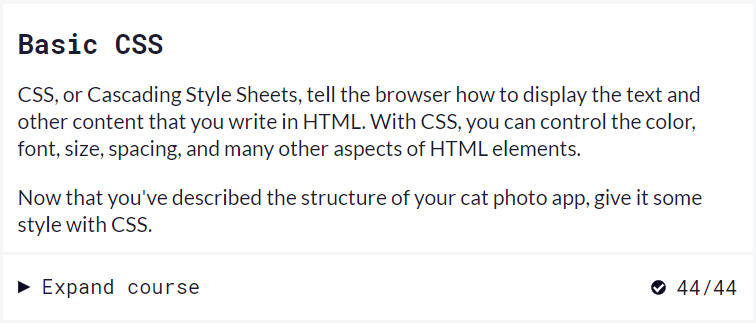 Basic CSS
CSS, or Cascading Style Sheets, tell the browser how to display the text and
other content that you write in HTML. With CSS, you can control the color,
font, size, spacing, and many other aspects of HTML elements.
Now that you've described the structure of your cat photo app, give it some
style with CSS.
Expand course
44/44